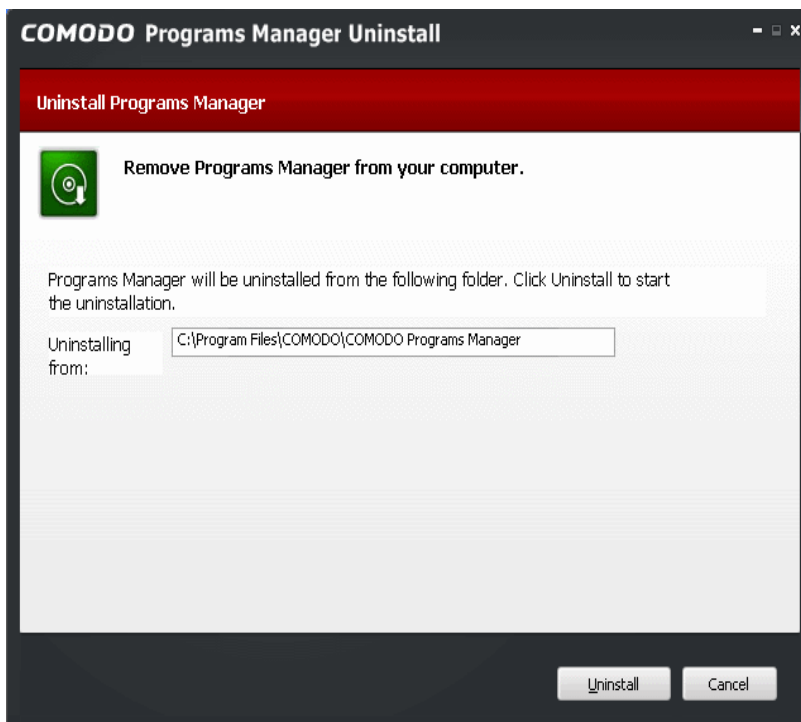 COMODO Programs Manager Uninstall
Uninstall Programs Manager
Remove Programs Manager from your computer.
Programs Manager will be uninstalled from the following folder. Click Uninstall to start
the uninstallation.
Uninstalling
from:
C:\Program Files\COMODO\COMODO Programs Manager
Uninstall
Cancel